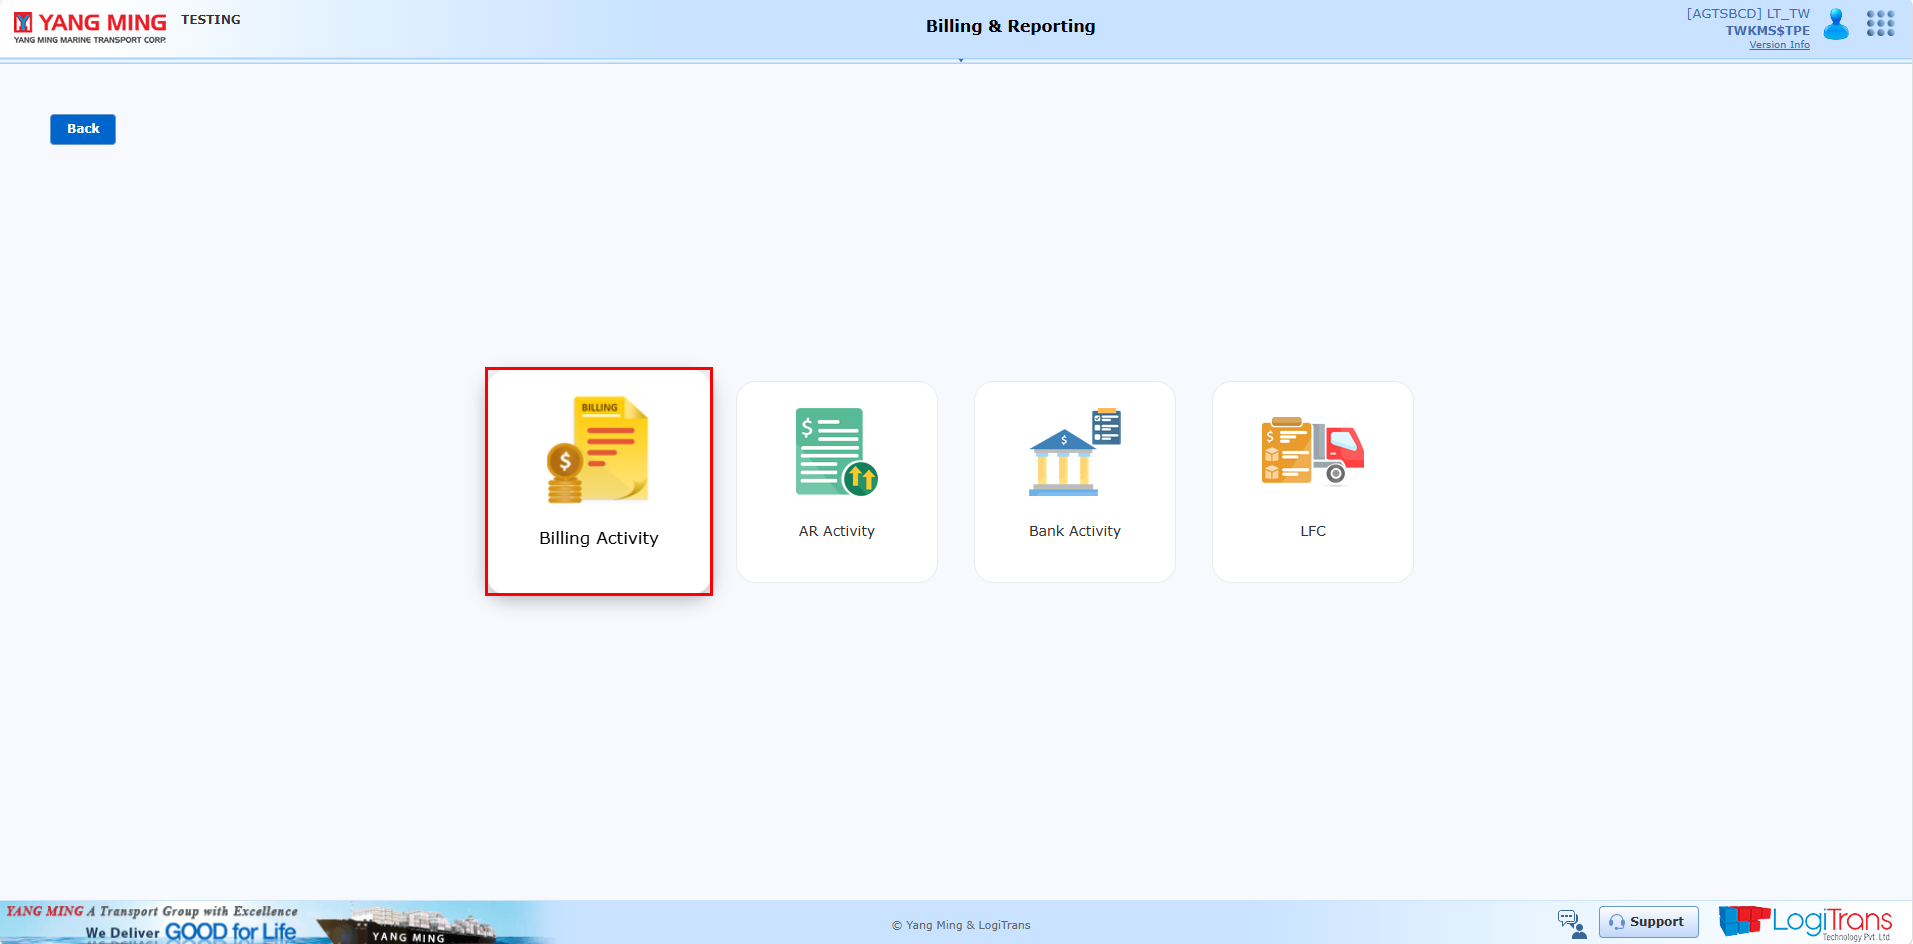 YANG MING
YANG MING MARINE TRANSPORT CORP.
TESTING
Billing & Reporting
[AGTSBCD] LT_TW
TWKMS$TPE
Version Info
Back
BILLING
$
Billing Activity
$
AR Activity
$
Bank Activity
$
LFC
YANG MING A Transport Group with Excellence
We Deliver GOOD for Life
YANG MING
© Yang Ming & LogiTrans
Support
LogiTrans
Technology Pvt. Ltd.